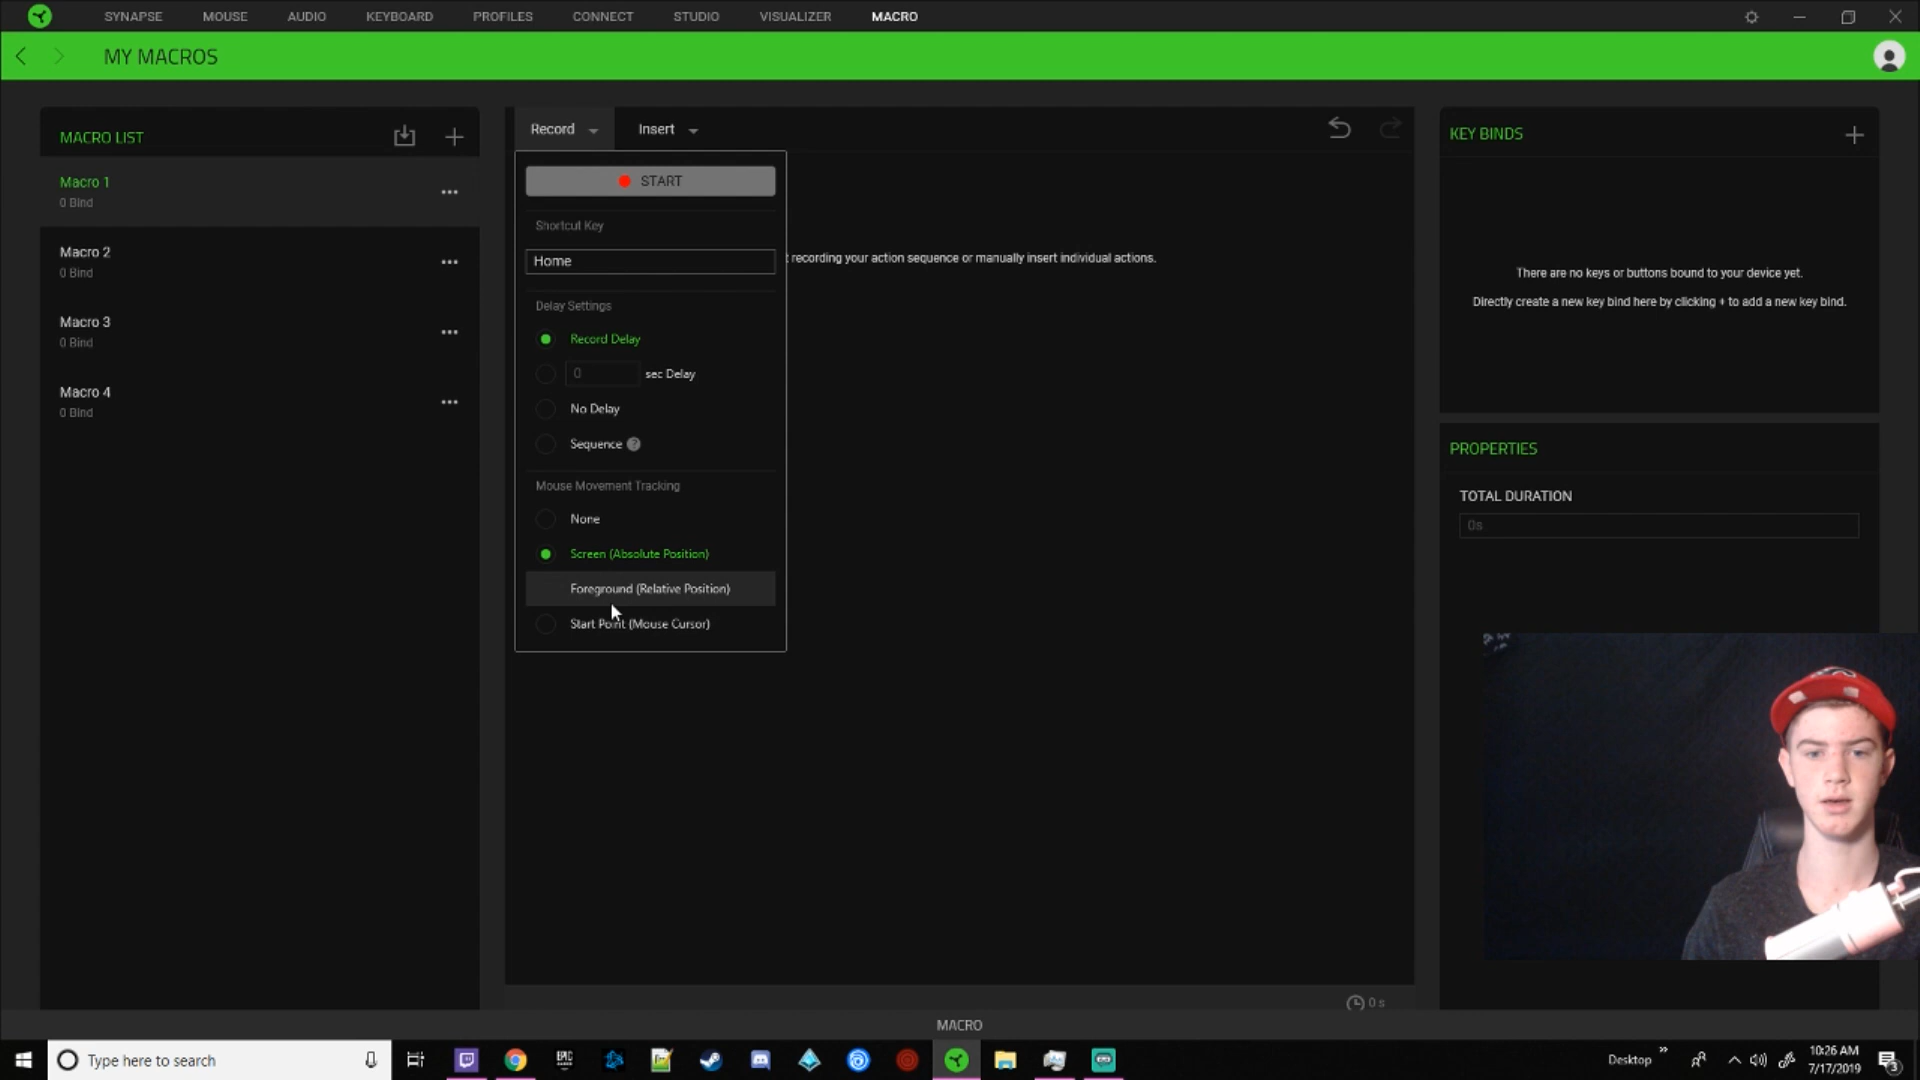 SYNAPSE MOUSE AUDIO KEYBOARD PROFILES CONNECT STUDIO VISUALIZER MACRO
MY MACROS
MACRO LIST
Macro 1
0 Bind
Macro 2
0 Bind
Macro 3
0 Bind
Macro 4
0 Bind
Record Insert
START
Shortcut Key
Home
recording your action sequence or manually insert individual actions.
Delay Settings
Record Delay
0 sec Delay
No Delay
Sequence ?
Mouse Movement Tracking
None
Screen (Absolute Position)
Foreground (Relative Position)
Start Point (Mouse Cursor)
0 s
KEY BINDS
There are no keys or buttons bound to your device yet.
Directly create a new key bind here by clicking + to add a new key bind.
PROPERTIES
TOTAL DURATION
0s
MACRO
Type here to search
EPIC
GAMES
Desktop
10:26 AM
7/17/2019
3